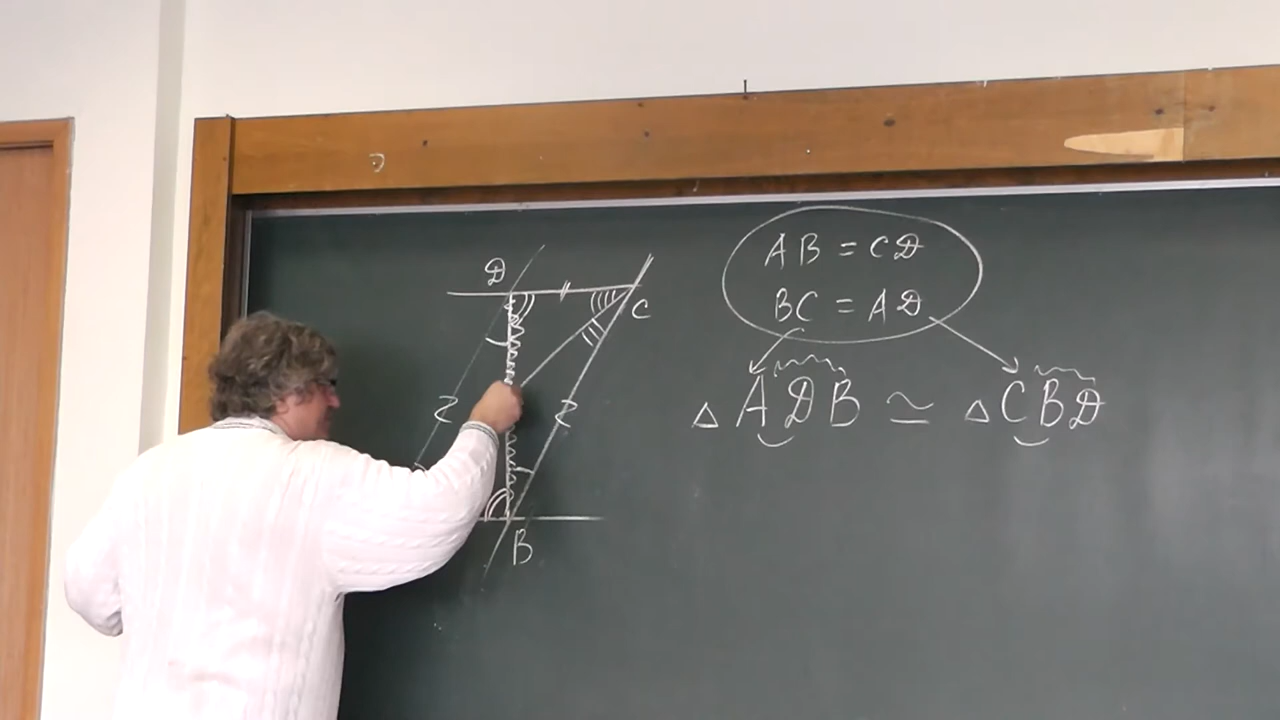 D
C
B
AB = CD
BC = AD
△ADB ≃ △CBD